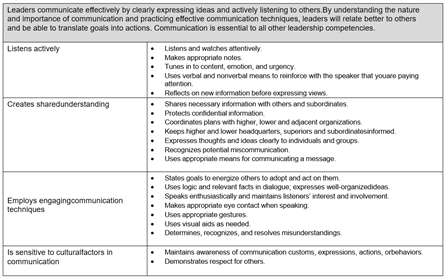 Leaders communicate effectively by clearly expressing ideas and actively listening to others.By understanding the nature
and importance of communication and practicing effective communication techniques, leaders will relate better to others
and be able to translate goals into actions. Communication is essential to all other leadership competencies.
Listens actively
• Listens and watches attentively.
• Makes appropriate notes.
• Tunes in to content, emotion, and urgency.
• Uses verbal and nonverbal means to reinforce with the speaker that youare paying
attention.
• Reflects on new information before expressing views.
Creates sharedunderstanding
• Shares necessary information with others and subordinates.
• Protects confidential information.
• Coordinates plans with higher, lower and adjacent organizations.
• Keeps higher and lower headquarters, superiors and subordinatesinformed.
• Expresses thoughts and ideas clearly to individuals and groups.
• Recognizes potential miscommunication.
• Uses appropriate means for communicating a message.
Employs engagingcommunication
techniques
• States goals to energize others to adopt and act on them.
• Uses logic and relevant facts in dialogue; expresses well-organizedideas.
• Speaks enthusiastically and maintains listeners' interest and involvement.
• Makes appropriate eye contact when speaking.
• Uses appropriate gestures.
• Uses visual aids as needed.
• Determines, recognizes, and resolves misunderstandings.
Is sensitive to culturalfactors in
communication
• Maintains awareness of communication customs, expressions, actions, orbehaviors.
• Demonstrates respect for others.